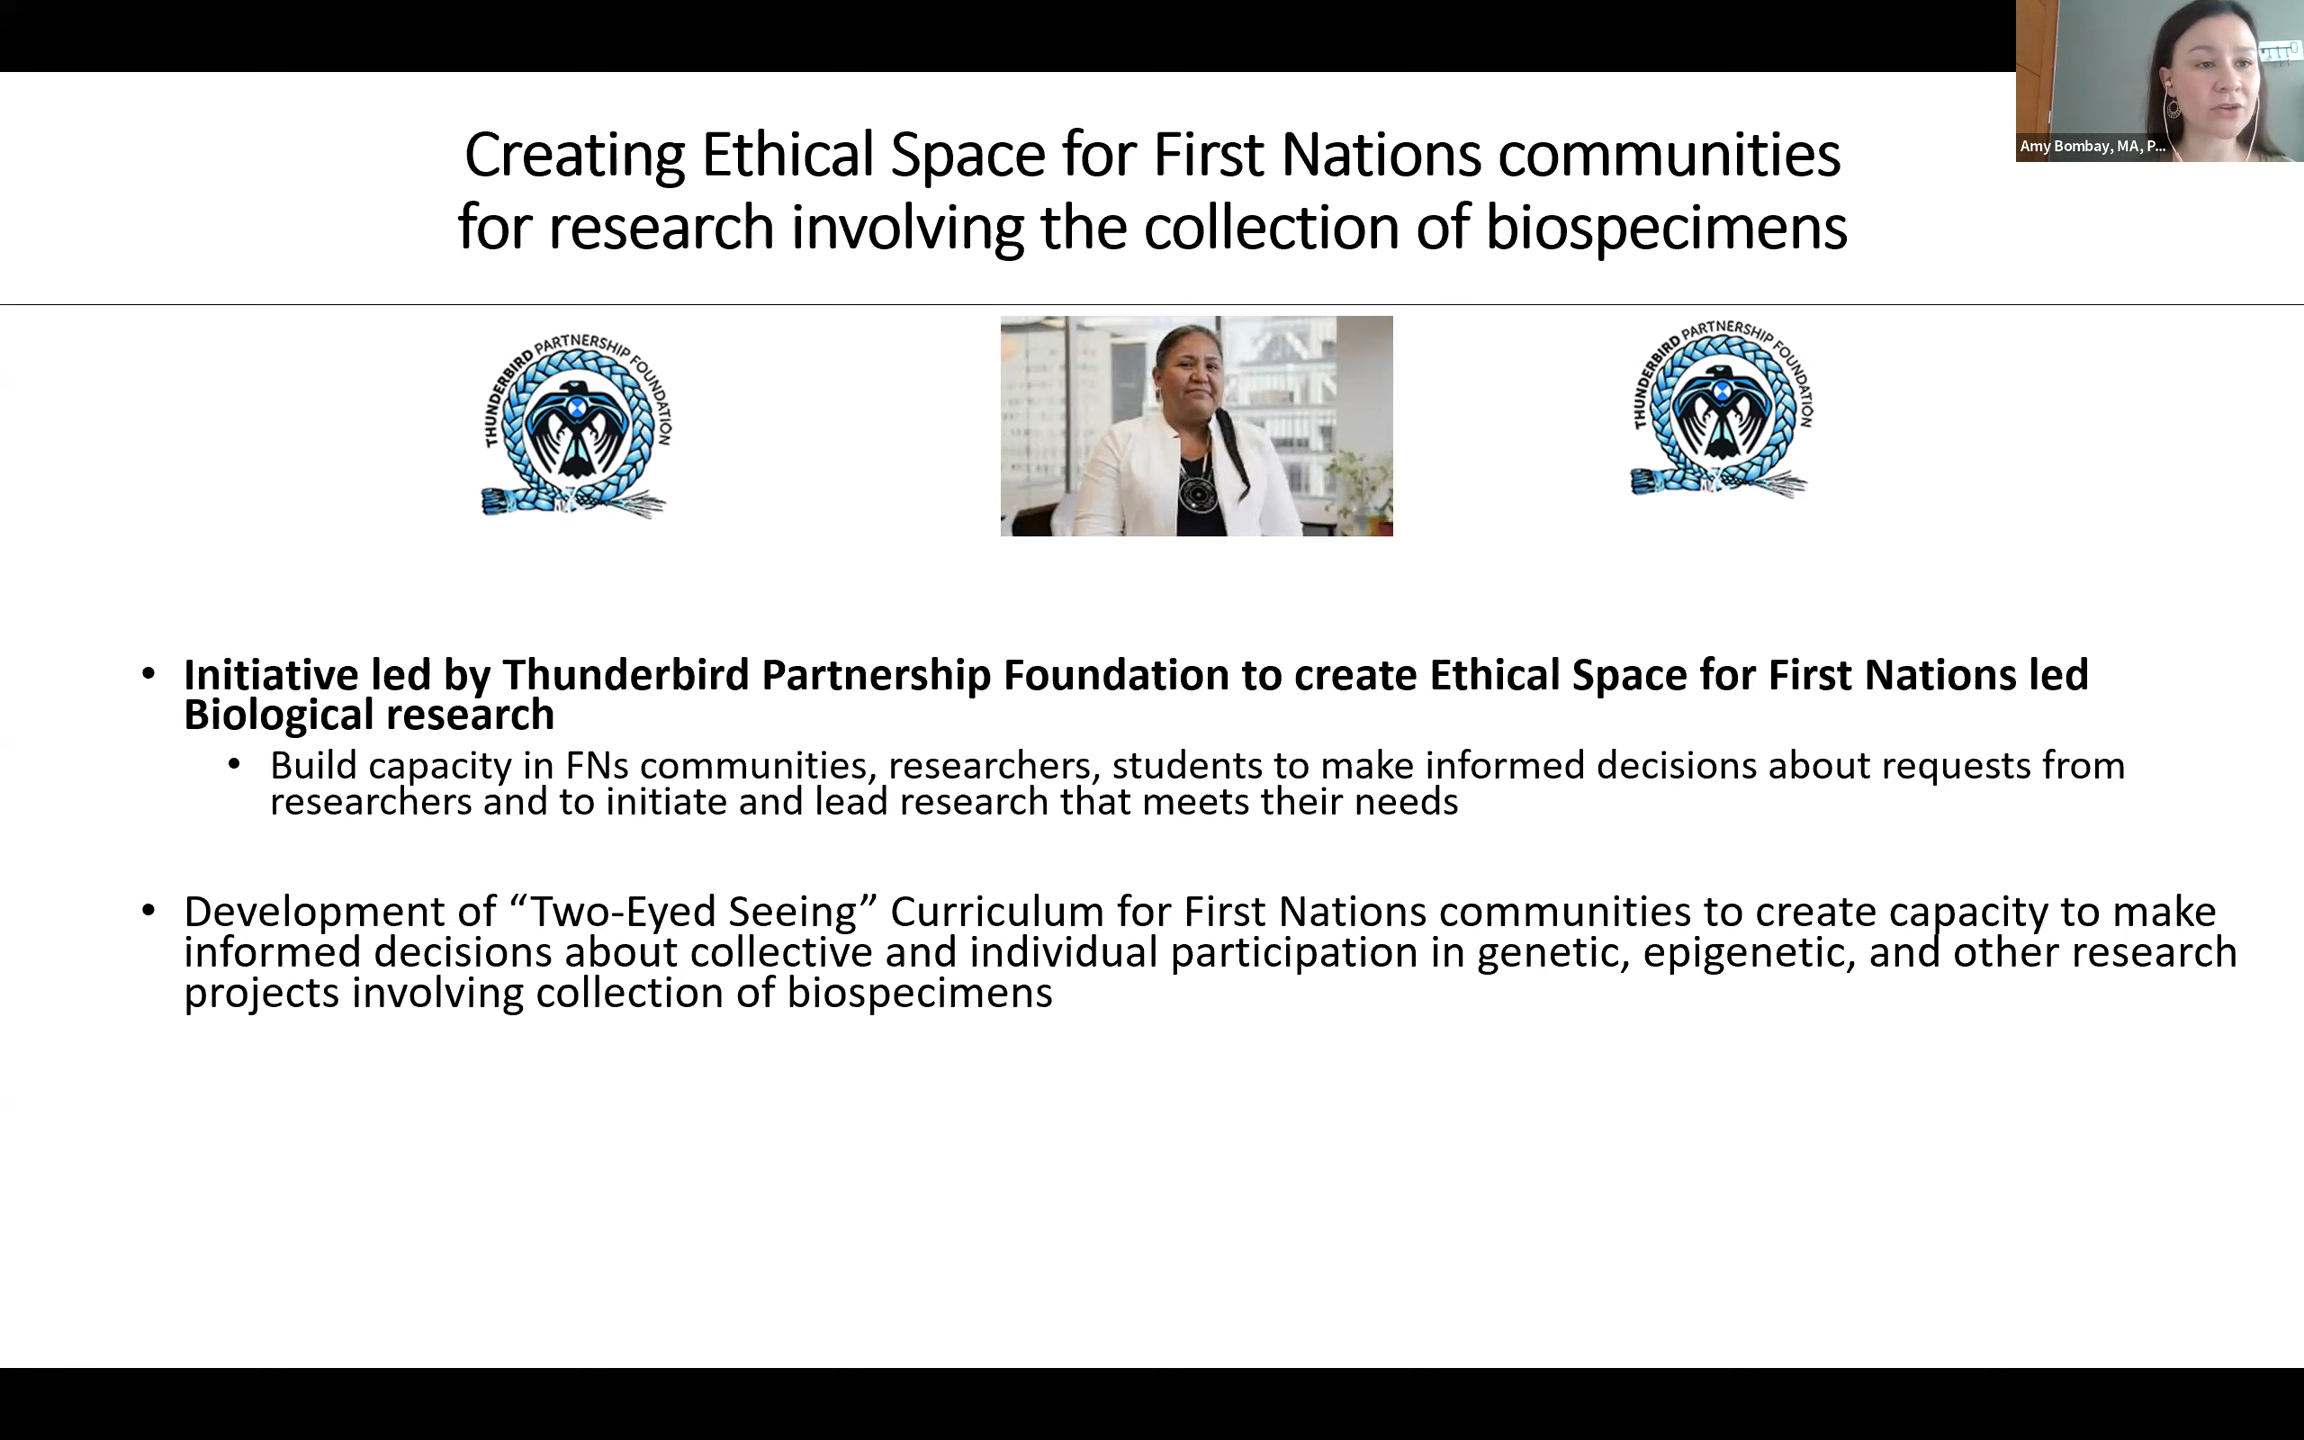 Amy Bombay, MA, P...
Creating Ethical Space for First Nations communities
for research involving the collection of biospecimens
THUNDERBIRD PARTNERSHIP FOUNDATION
THUNDERBIRD PARTNERSHIP FOUNDATION
• Initiative led by Thunderbird Partnership Foundation to create Ethical Space for First Nations led
Biological research
• Build capacity in FNs communities, researchers, students to make informed decisions about requests from
researchers and to initiate and lead research that meets their needs
• Development of “Two-Eyed Seeing” Curriculum for First Nations communities to create capacity to make
informed decisions about collective and individual participation in genetic, epigenetic, and other research
projects involving collection of biospecimens